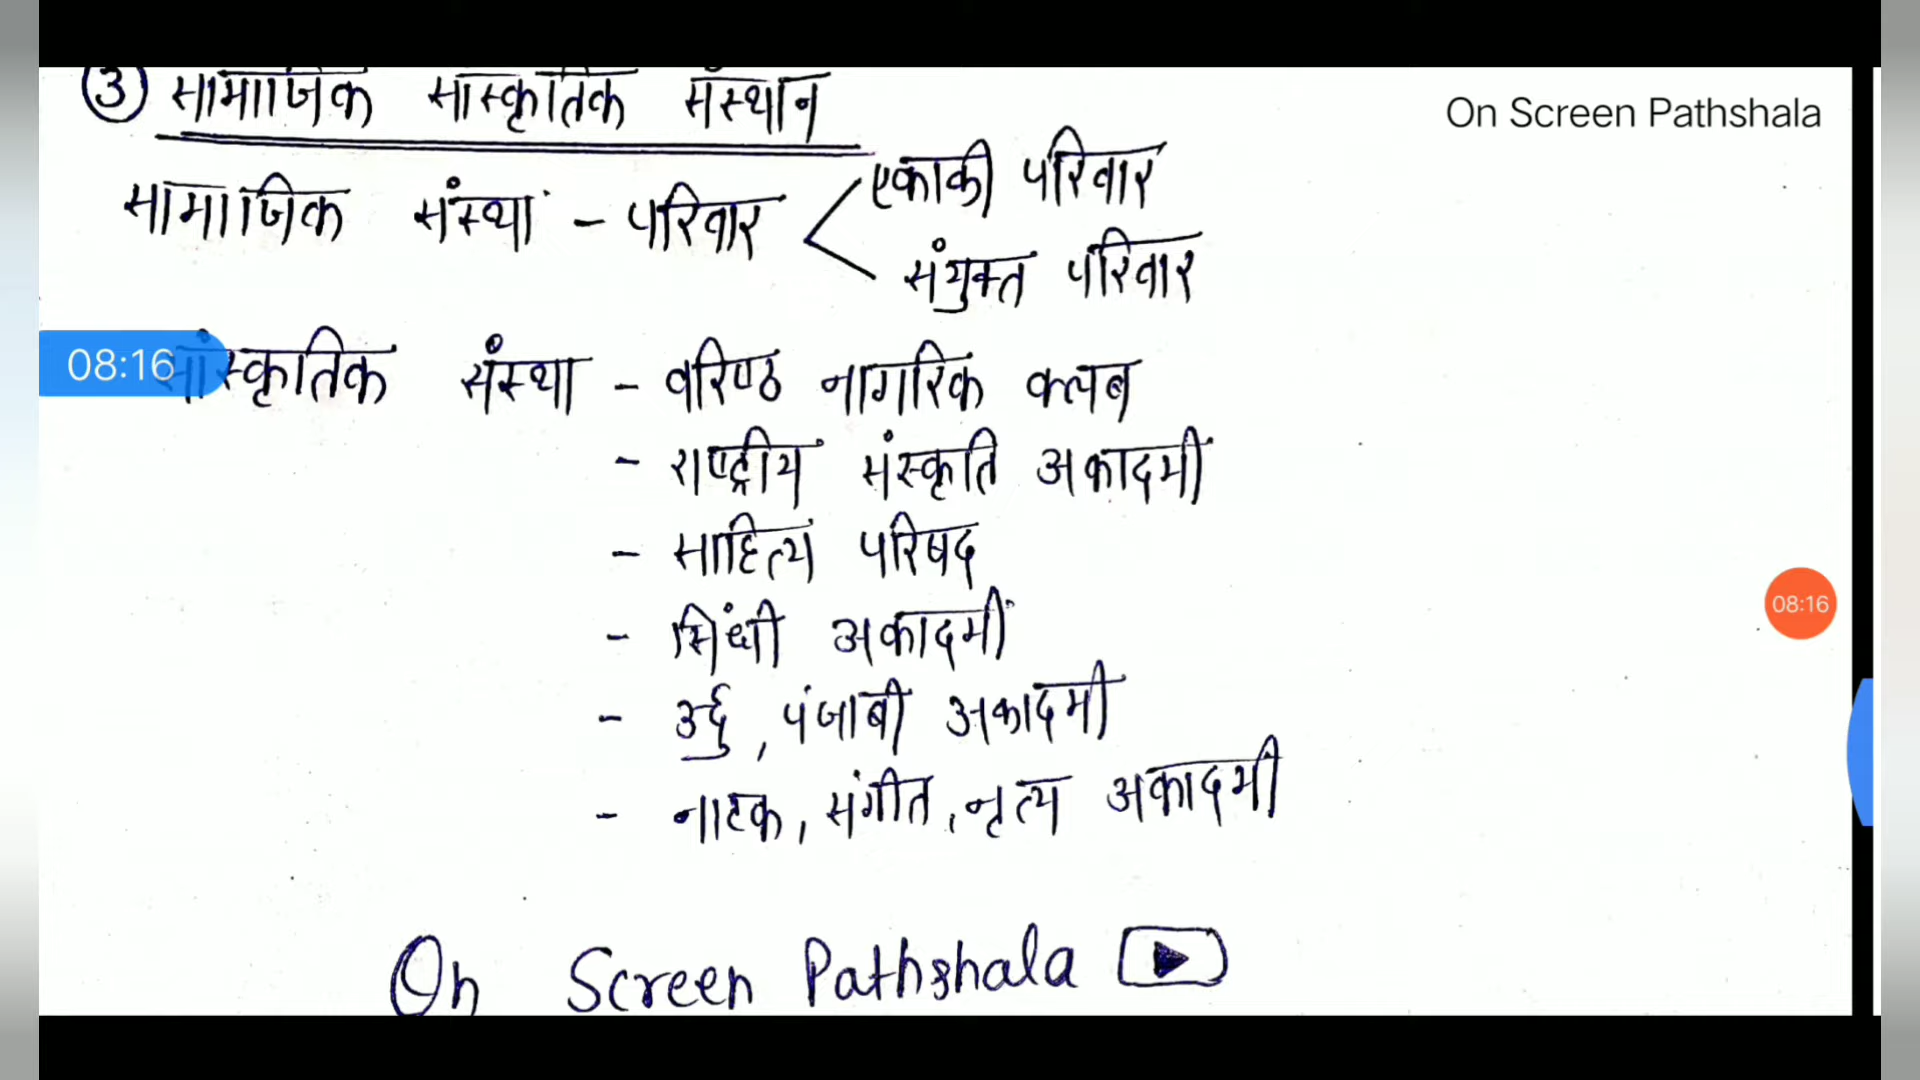 ③ सामाजिक सांस्कृतिक संस्थान
On Screen Pathshala
सामाजिक संस्था - परिवार
एकाकी परिवार
संयुक्त परिवार
08:16
सांस्कृतिक संस्था - वरिष्ठ नागरिक क्लब
- राष्ट्रीय संस्कृति अकादमी
- साहित्य परिषद
- सिंधी अकादमी
08:16
- उर्दु, पंजाबी अकादमी
- नाटक, संगीत, नृत्य अकादमी
On Screen Pathshala